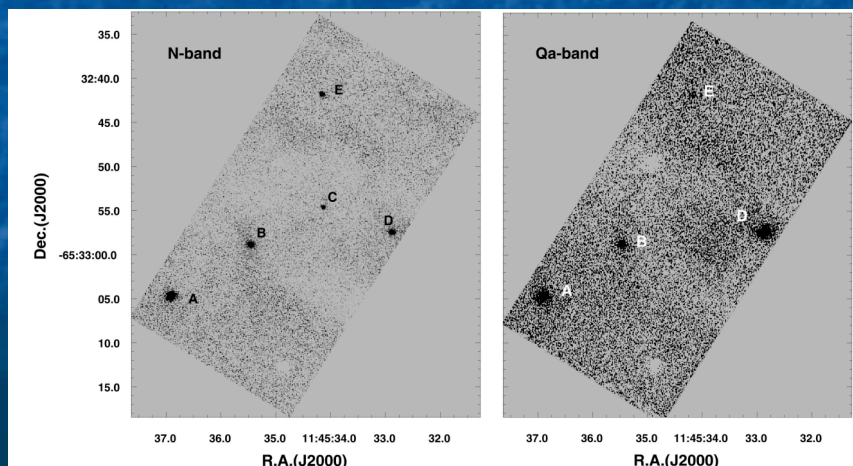 N-band
Qa-band
E
C
B
D
A
E
D
B
A
35.0
32:40.0
45.0
50.0
55.0
-65:33:00.0
05.0
10.0
15.0
Dec.(J2000)
37.0 36.0 35.0 11:45:34.0 33.0 32.0
R.A.(J2000)
37.0 36.0 35.0 11:45:34.0 33.0 32.0
R.A.(J2000)